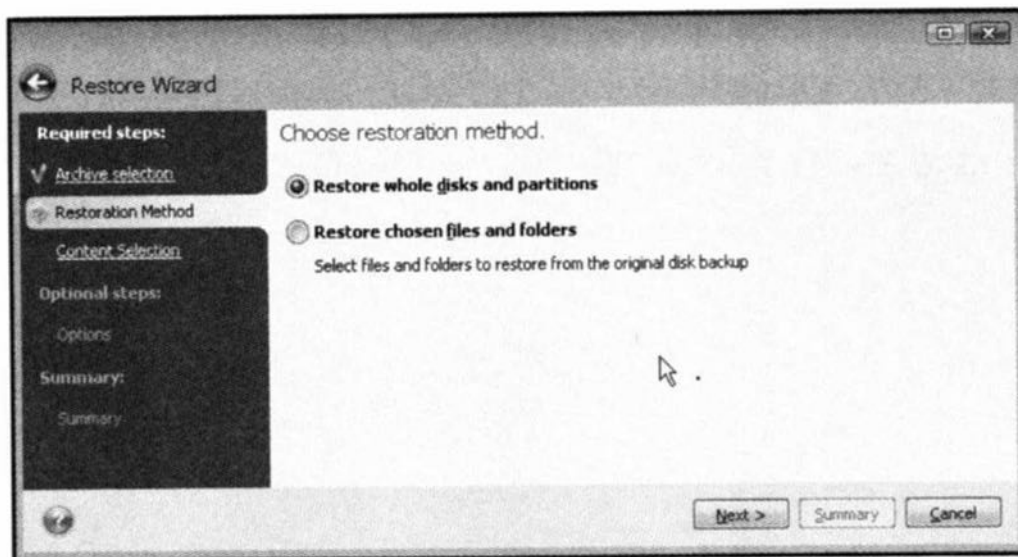 Restore Wizard
Required steps:
Archive selection
Restoration Method
Content Selection
Optional steps:
Options
Summary:
Summary
Choose restoration method.
Restore whole disks and partitions
Restore chosen files and folders
Select files and folders to restore from the original disk backup
Next >
Summary
Cancel